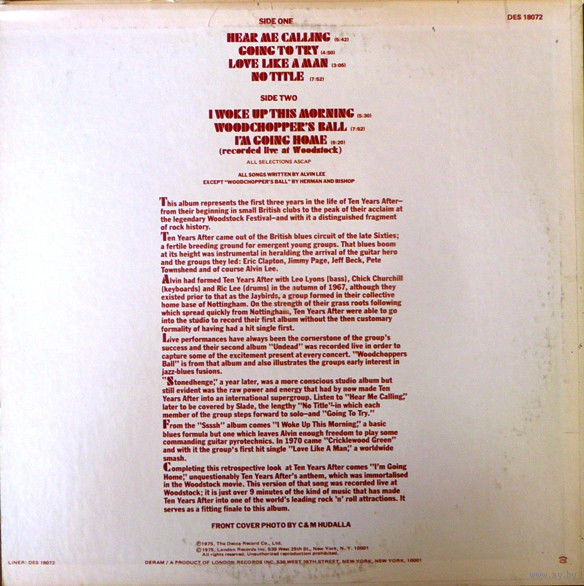 SIDE ONE
DES 18072
HEAR ME CALLING (5:42)
GOING TO TRY (4:50)
LOVE LIKE A MAN (3:05)
NO TITLE (7:52)
SIDE TWO
I WOKE UP THIS MORNING (5:30)
WOODCHOPPER'S BALL (7:52)
I'M GOING HOME (9:20)
(recorded live at Woodstock)
ALL SELECTIONS ASCAP
ALL SONGS WRITTEN BY ALVIN LEE
EXCEPT "WOODCHOPPER'S BALL" BY HERMAN AND BISHOP
This album represents the first three years in the life of Ten Years After—
from their beginning in small British clubs to the peak of their acclaim at
the legendary Woodstock Festival—and with it a distinguished fragment
of rock history.
Ten Years After came out of the British blues circuit of the late Sixties;
a fertile breeding ground for emergent young groups. That blues boom
at its height was instrumental in heralding the arrival of the guitar hero
and the groups they led: Eric Clapton, Jimmy Page, Jeff Beck, Pete
Townshend and of course Alvin Lee.
Alvin had formed Ten Years After with Leo Lyons (bass), Chick Churchill
(keyboards) and Ric Lee (drums) in the autumn of 1967, although they
existed prior to that as the Jaybirds, a group formed in their collective
home base of Nottingham. On the strength of their grass roots following
which spread quickly from Nottingham, Ten Years After were able to go
into the studio to record their first album without the then customary
formality of having had a hit single first.
Live performances have always been the cornerstone of the group's
success and their second album "Undead" was recorded live in order to
capture some of the excitement present at every concert. "Woodchoppers
Ball" is from that album and also illustrates the groups early interest in
jazz-blues fusions.
"Stonedhenge," a year later, was a more conscious studio album but
still evident was the raw power and energy that had by now made Ten
Years After into an international supergroup. Listen to "Hear Me Calling,"
later to be covered by Slade, the lengthy "No Title"—in which each
member of the group steps forward to solo—and "Going To Try."
From the "Ssssh" album comes "I Woke Up This Morning," a basic
blues formula but one which leaves Alvin enough freedom to play some
commanding guitar pyrotechnics. In 1970 came "Cricklewood Green"
and with it the group's first hit single "Love Like A Man," a worldwide
smash.
Completing this retrospective look at Ten Years After comes "I'm Going
Home," unquestionably Ten Years After's anthem, which was immortalised
in the Woodstock movie. This version of that song was recorded live at
Woodstock; it is just over 9 minutes of the kind of music that has made
Ten Years After into one of the world's leading rock 'n' roll attractions. It
serves as a fitting finale to this album.
FRONT COVER PHOTO BY C & M HUDALLA
℗ 1975, The Decca Record Co., Ltd.
© 1975, London Records Inc. 539 West 25th St., New York, N.Y. 10001
All rights reserved. Unauthorized reproduction prohibited.
LINER: DES 18072
DERAM / A PRODUCT OF LONDON RECORDS INC. 539 WEST 25TH STREET, NEW YORK, NEW YORK, 10001